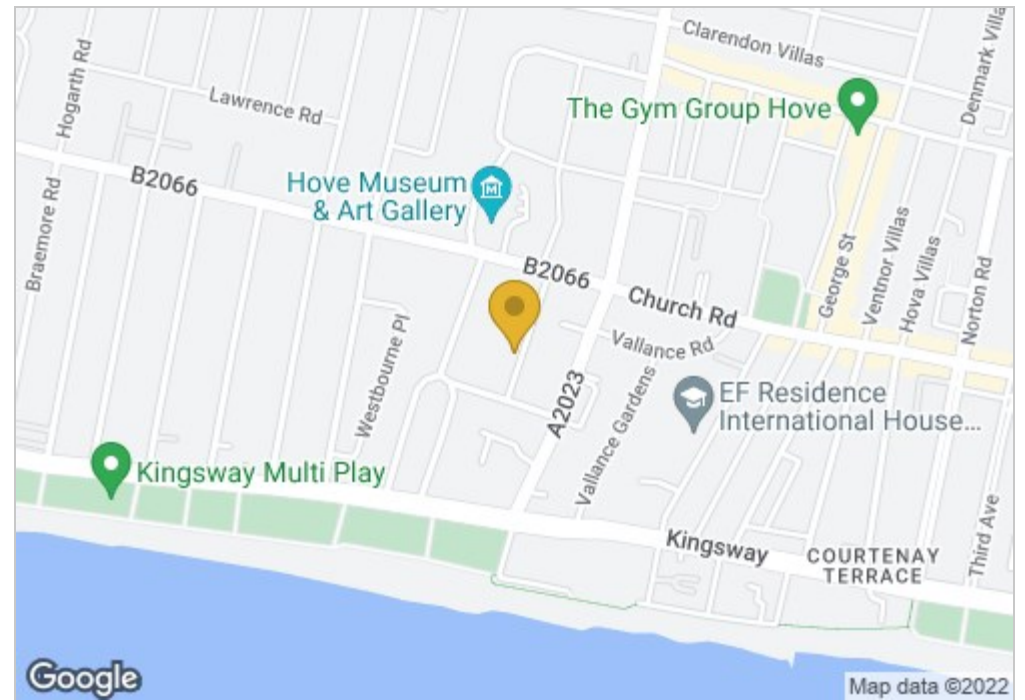 Clarendon Villas
Denmark Villa
Hogarth Rd
Lawrence Rd
The Gym Group Hove
B2066
Hove Museum
& Art Gallery
Braemore Rd
B2066
Church Rd
George St
Ventnor Villas
Hova Villas
Norton Rd
Westbourne Pl
Vallance Rd
A2023
Vallance Gardens
EF Residence
International House...
Kingsway Multi Play
Kingsway
COURTENAY
TERRACE
Third Ave
Google
Map data ©2022